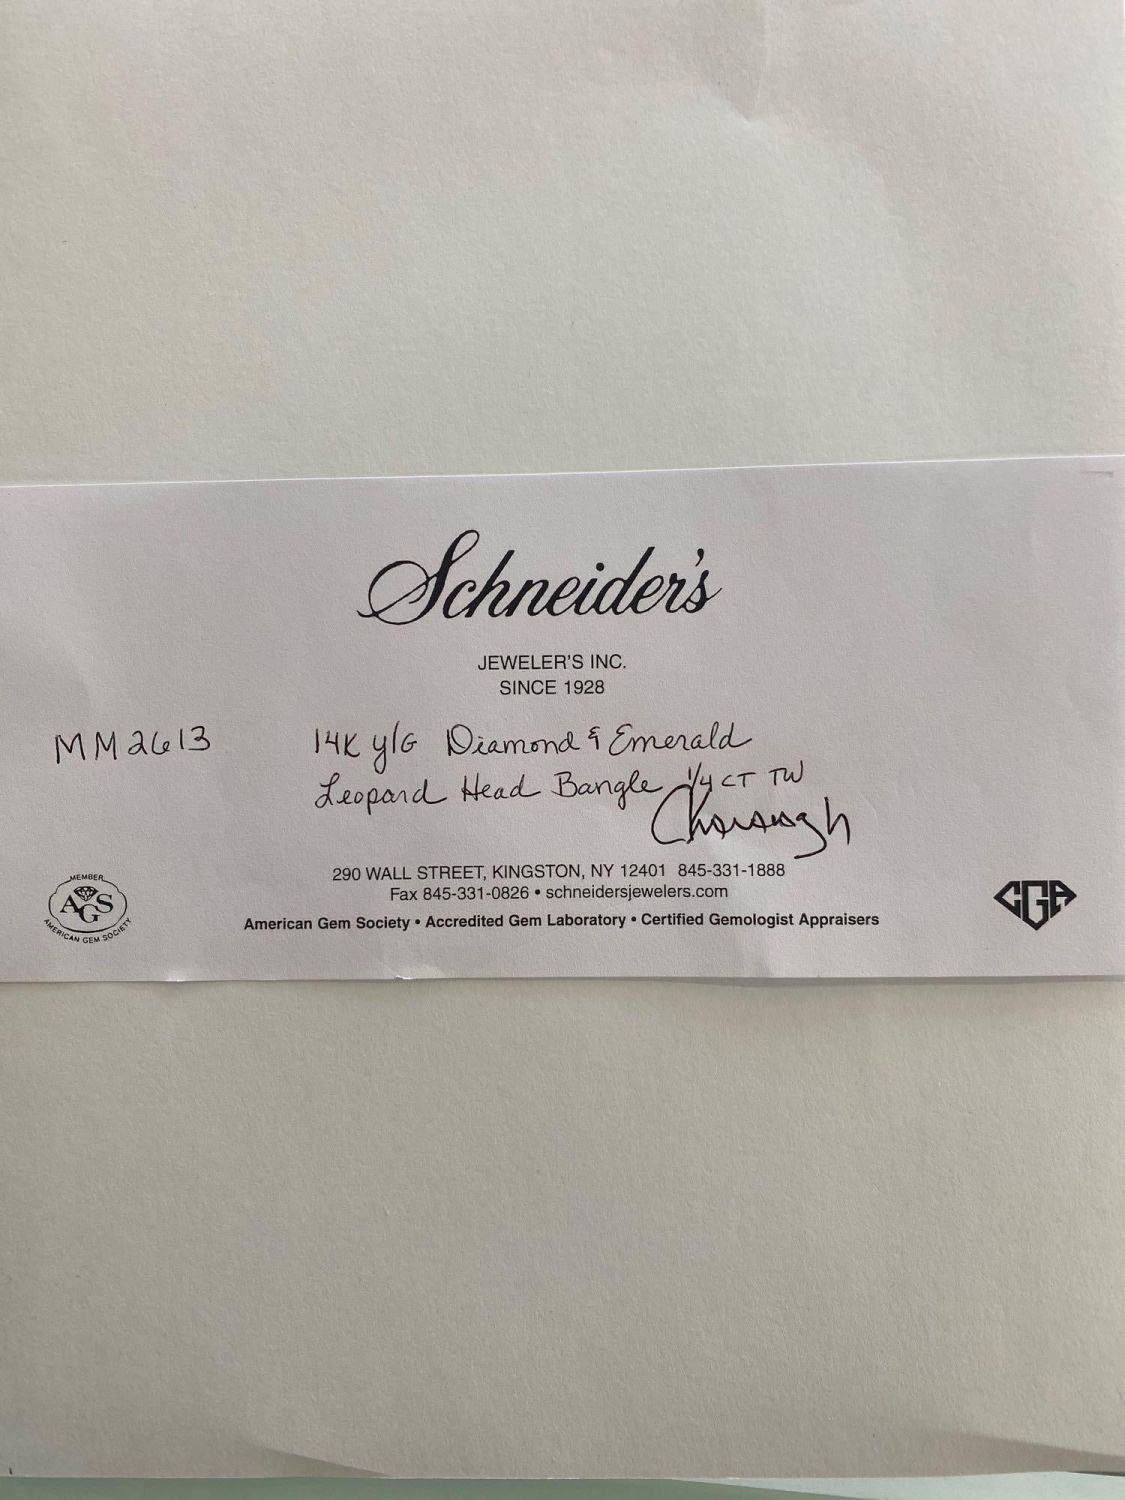 Schneider's
JEWELER'S INC.
SINCE 1928
MM2613 14K y/G Diamond & Emerald
Leopard Head Bangle 1/4 CT TW
290 WALL STREET, KINGSTON, NY 12401 845-331-1888
Fax 845-331-0826 • schneidersjewelers.com
American Gem Society • Accredited Gem Laboratory • Certified Gemologist Appraisers
MEMBER
AGS
AMERICAN GEM SOCIETY
CGA